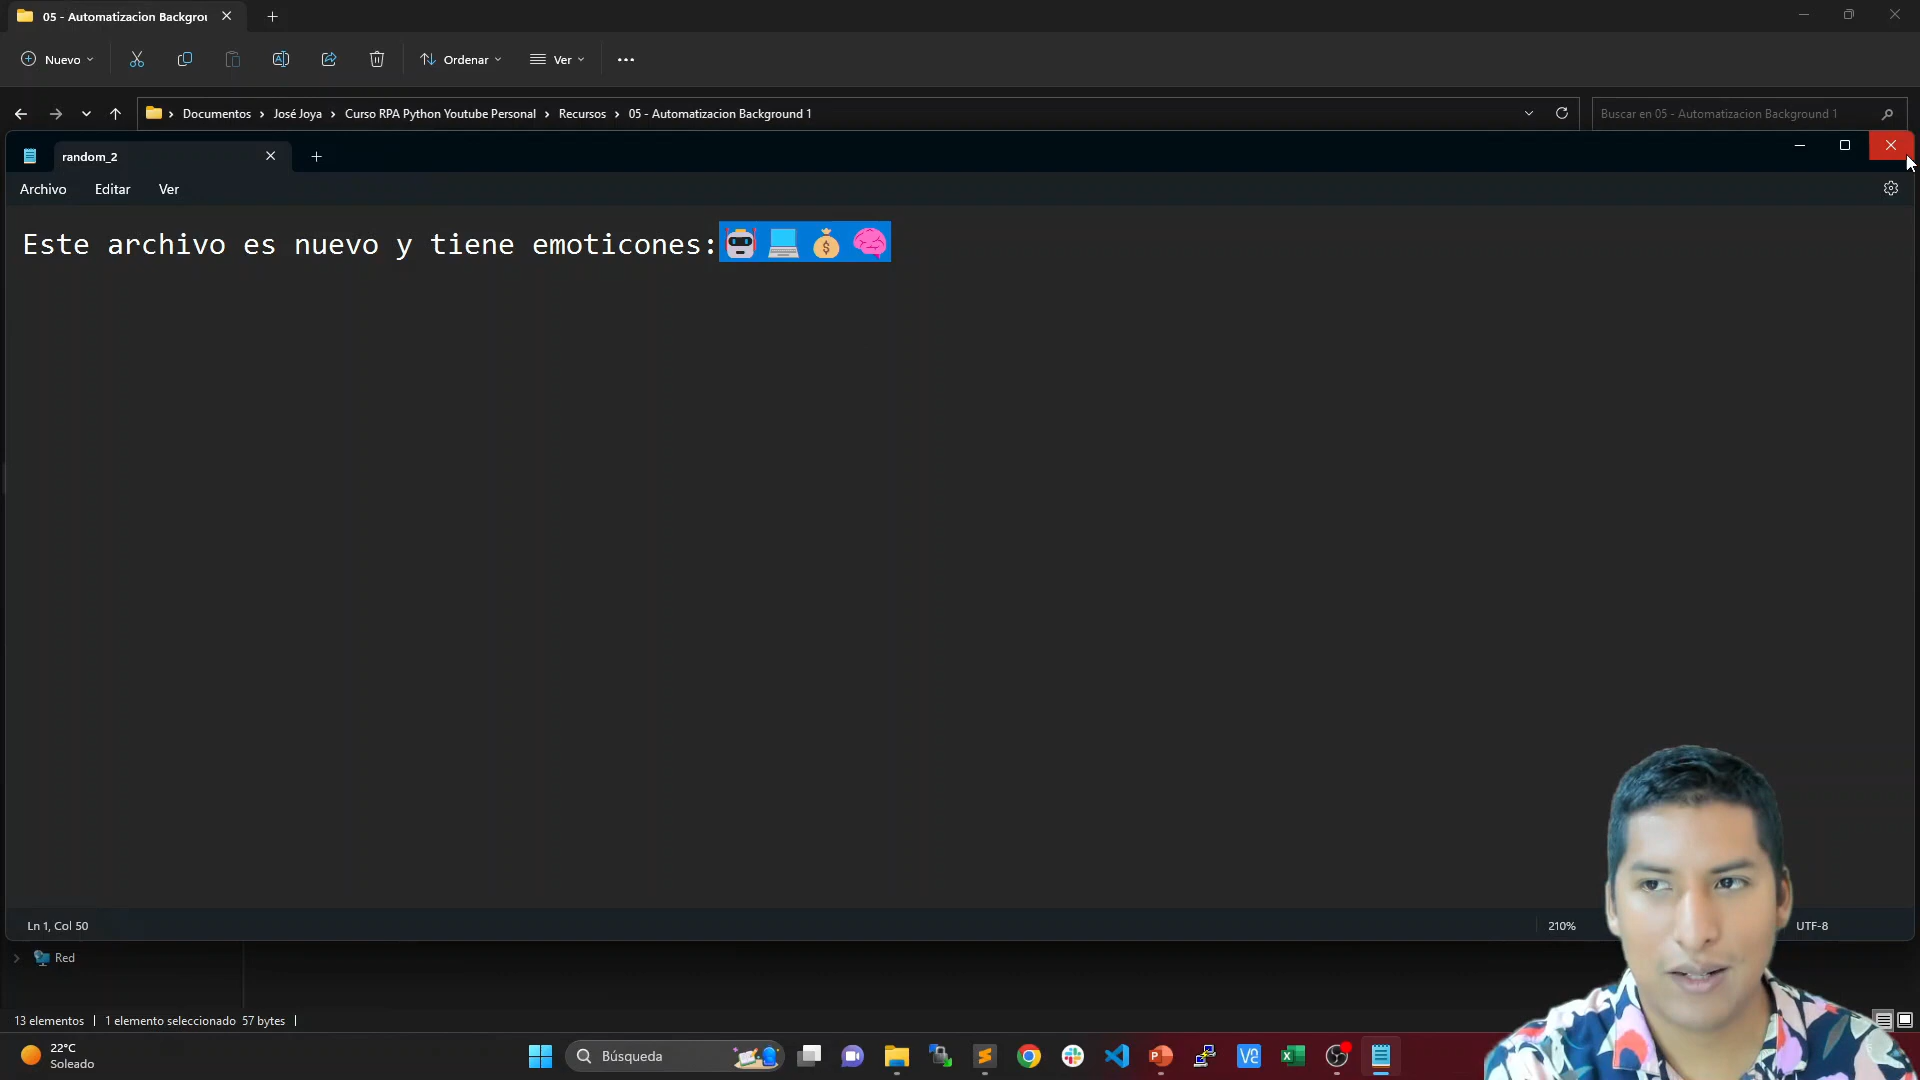 05 - Automatizacion Backgrou
Nuevo
Ordenar
Ver
Documentos > José Joya > Curso RPA Python Youtube Personal > Recursos > 05 - Automatizacion Background 1
Buscar en 05 - Automatizacion Background 1
random_2
Archivo Editar Ver
Este archivo es nuevo y tiene emoticones:🤖💻💰🧠
Ln 1, Col 50
210%
UTF-8
Red
13 elementos | 1 elemento seleccionado 57 bytes |
22°C
Soleado
Búsqueda